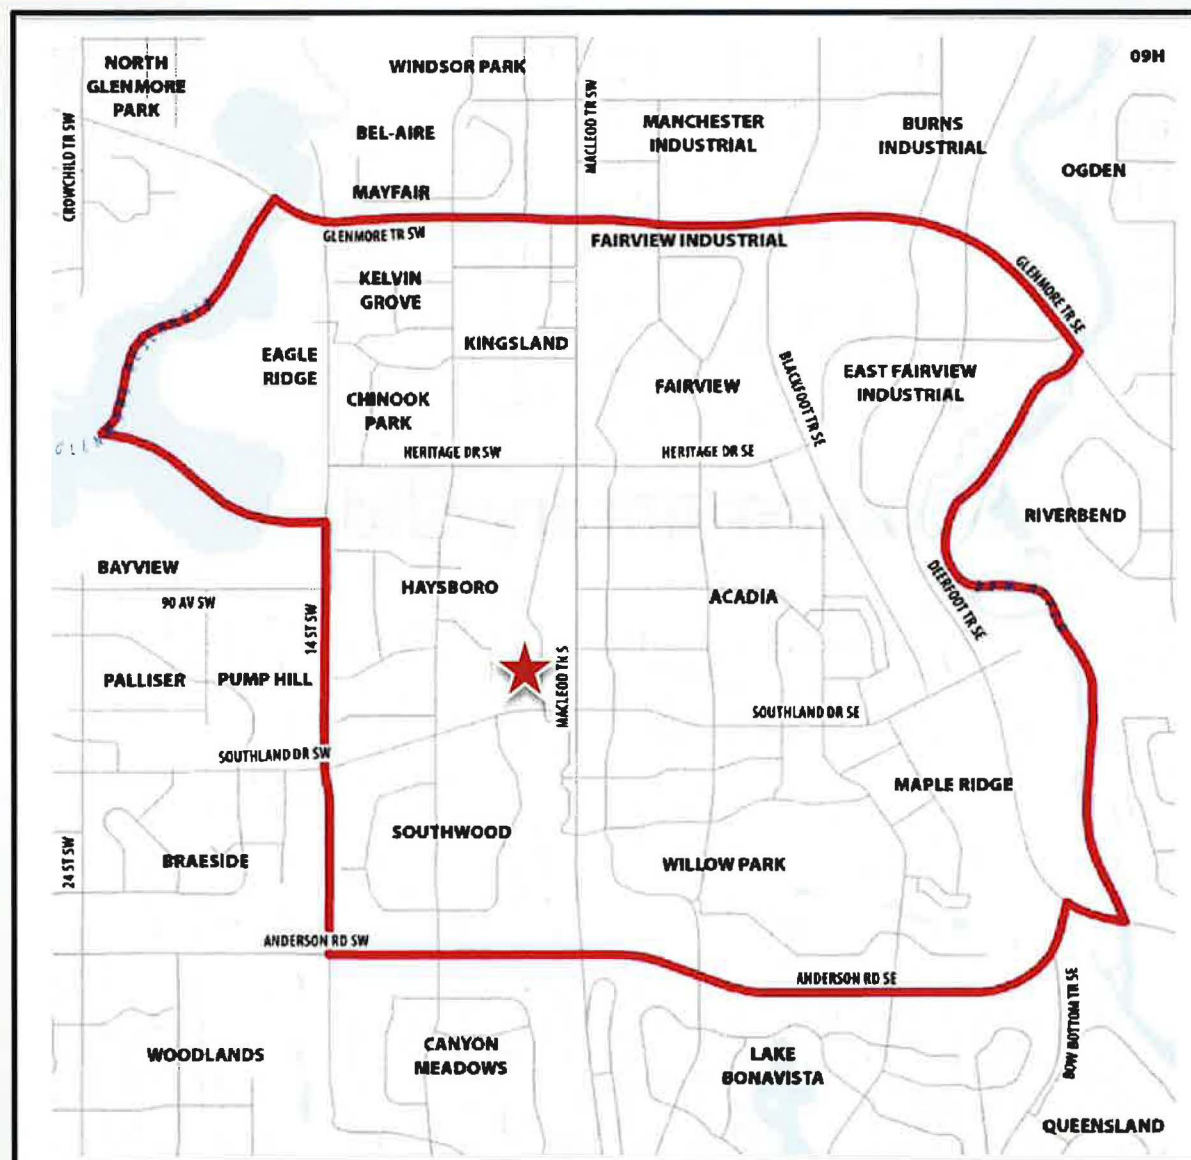 NORTH
GLENMORE
PARK
WINDSOR PARK
09H
CROWCHILD TR SW
BEL-AIRE
MACLEOD TR SW
MANCHESTER
INDUSTRIAL
BURNS
INDUSTRIAL
OGDEN
MAYFAIR
GLENMORE TR SW
FAIRVIEW INDUSTRIAL
GLENMORE TR SE
KELVIN
GROVE
EAGLE
RIDGE
KINGSLAND
CHINOOK
PARK
FAIRVIEW
BLACKFOOT TR SE
EAST FAIRVIEW
INDUSTRIAL
HERITAGE DR SW
HERITAGE DR SE
RIVERBEND
BAYVIEW
90 AV SW
14 ST SW
HAYSBORO
ACADIA
DEERFOOT TR SE
PALLISER
PUMP HILL
MACLEOD TR S
SOUTHLAND DR SE
SOUTHLAND DR SW
MAPLE RIDGE
24 ST SW
BRAESIDE
SOUTHWOOD
WILLOW PARK
ANDERSON RD SW
ANDERSON RD SE
BOW BOTTOM TR SE
WOODLANDS
CANYON
MEADOWS
LAKE
BONAVISTA
QUEENSLAND